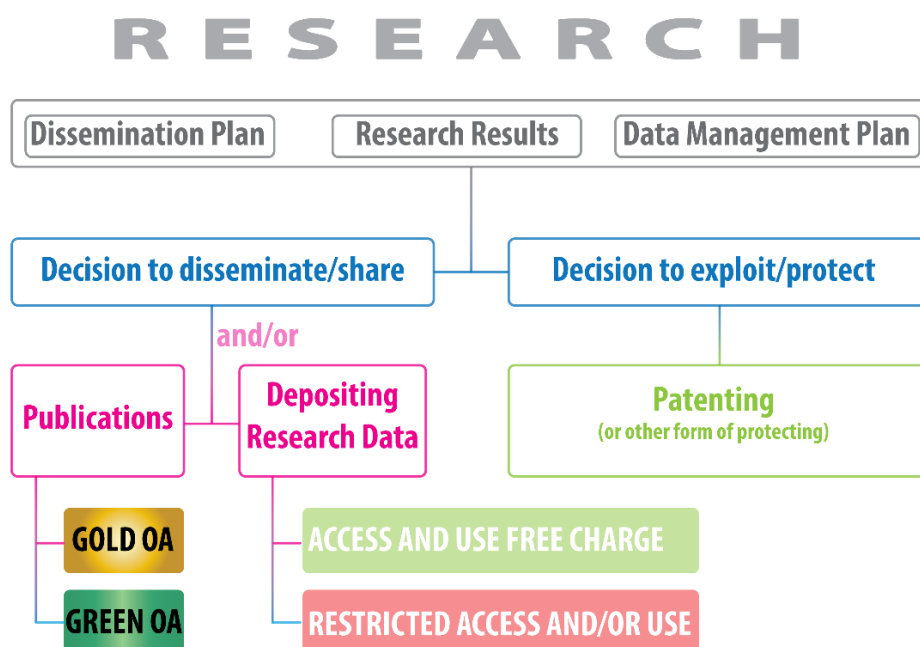 RESEARCH
Dissemination Plan
Research Results
Data Management Plan
Decision to disseminate/share
Decision to exploit/protect
and/or
Publications
Depositing
Research Data
Patenting
(or other form of protecting)
GOLD OA
ACCESS AND USE FREE CHARGE
GREEN OA
RESTRICTED ACCESS AND/OR USE